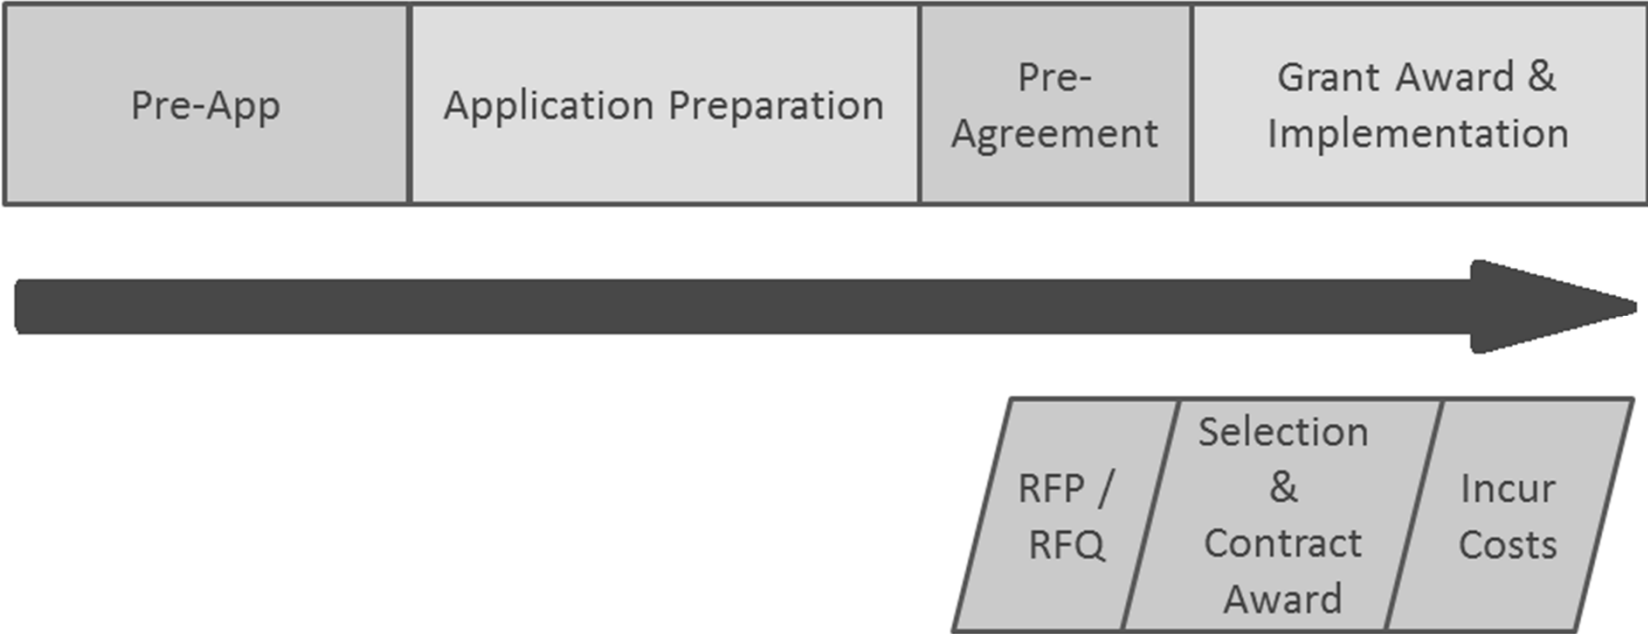 Pre-App
Application Preparation
Pre-
Agreement
Grant Award &
Implementation
RFP /
RFQ
Selection
&
Contract
Award
Incur
Costs